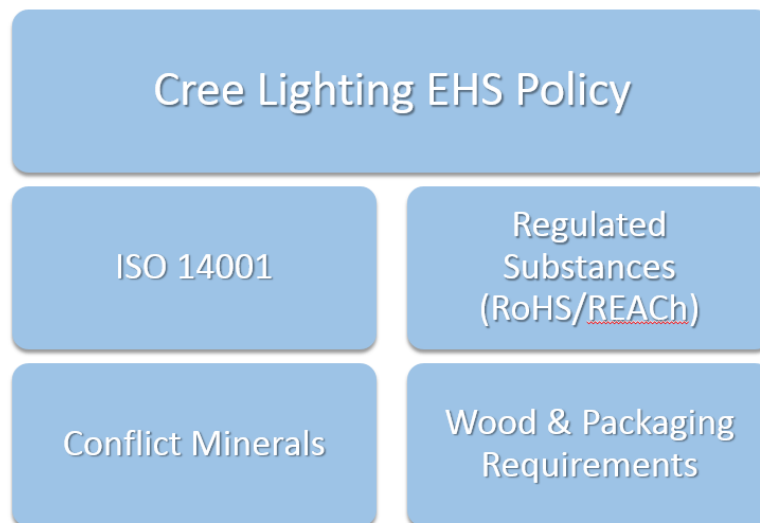 Cree Lighting EHS Policy
ISO 14001
Regulated
Substances
(RoHS/REACh)
Conflict Minerals
Wood & Packaging
Requirements